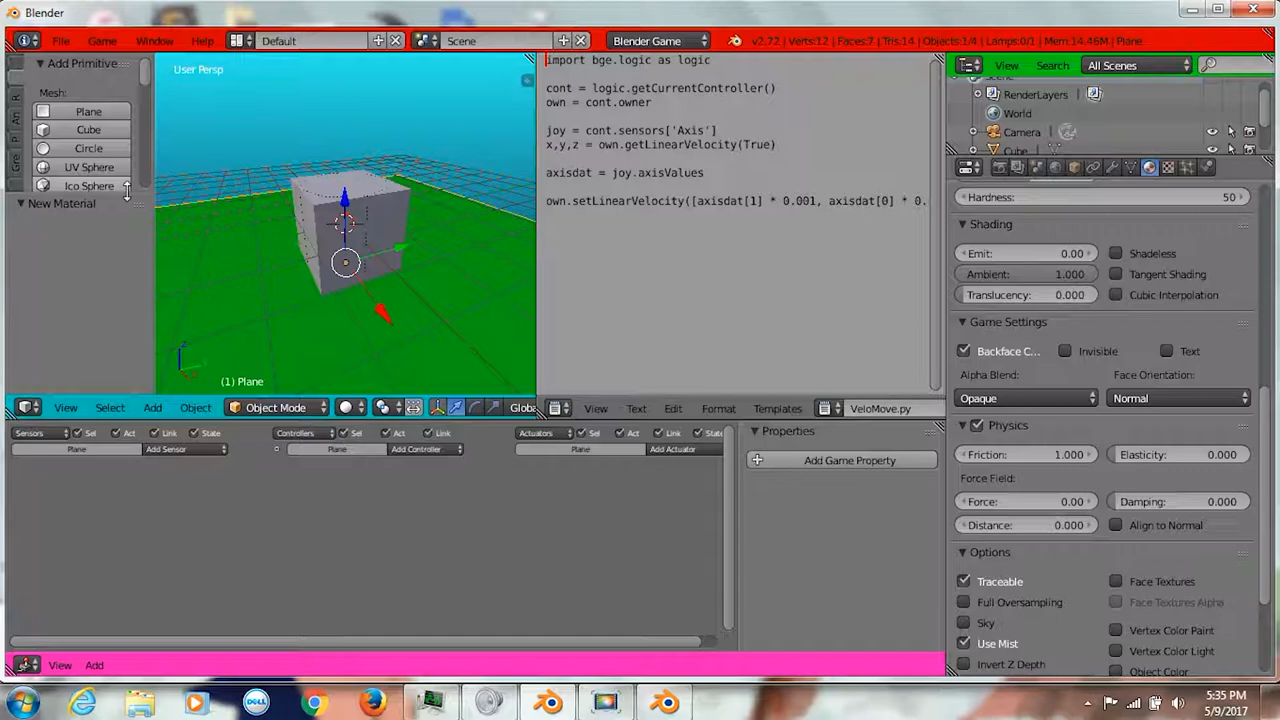 Blender
File Game Window Help Default Scene Blender Game v2.72 | Verts:12 | Faces:7 | Tris:14 | Objects:1/4 | Lamps:0/1 | Mem:14.46M | Plane
Add Primitive
Mesh:
Plane
Cube
Circle
UV Sphere
Ico Sphere
New Material
R
An
P
Gre
User Persp
(1) Plane
View Select Add Object Object Mode Globa
import bge.logic as logic
cont = logic.getCurrentController()
own = cont.owner
joy = cont.sensors['Axis']
x,y,z = own.getLinearVelocity(True)
axisdat = joy.axisValues
own.setLinearVelocity([axisdat[1] * 0.001, axisdat[0] * 0.
View Text Edit Format Templates VeloMove.py
View Search All Scenes
RenderLayers
World
Camera
Cube
Hardness: 50
Shading
Emit: 0.00 Shadeless
Ambient: 1.000 Tangent Shading
Translucency: 0.000 Cubic Interpolation
Game Settings
Backface C... Invisible Text
Alpha Blend: Face Orientation:
Opaque Normal
Physics
Friction: 1.000 Elasticity: 0.000
Force Field:
Force: 0.00 Damping: 0.000
Distance: 0.000 Align to Normal
Options
Traceable Face Textures
Full Oversampling Face Textures Alpha
Sky Vertex Color Paint
Use Mist Vertex Color Light
Invert Z Depth Object Color
Sensors Sel Act Link State Controllers Sel Act Link Actuators Sel Act Link State
Plane Add Sensor Plane Add Controller Plane Add Actuator
Properties
Add Game Property
View Add
DELL
5:35 PM
5/9/2017